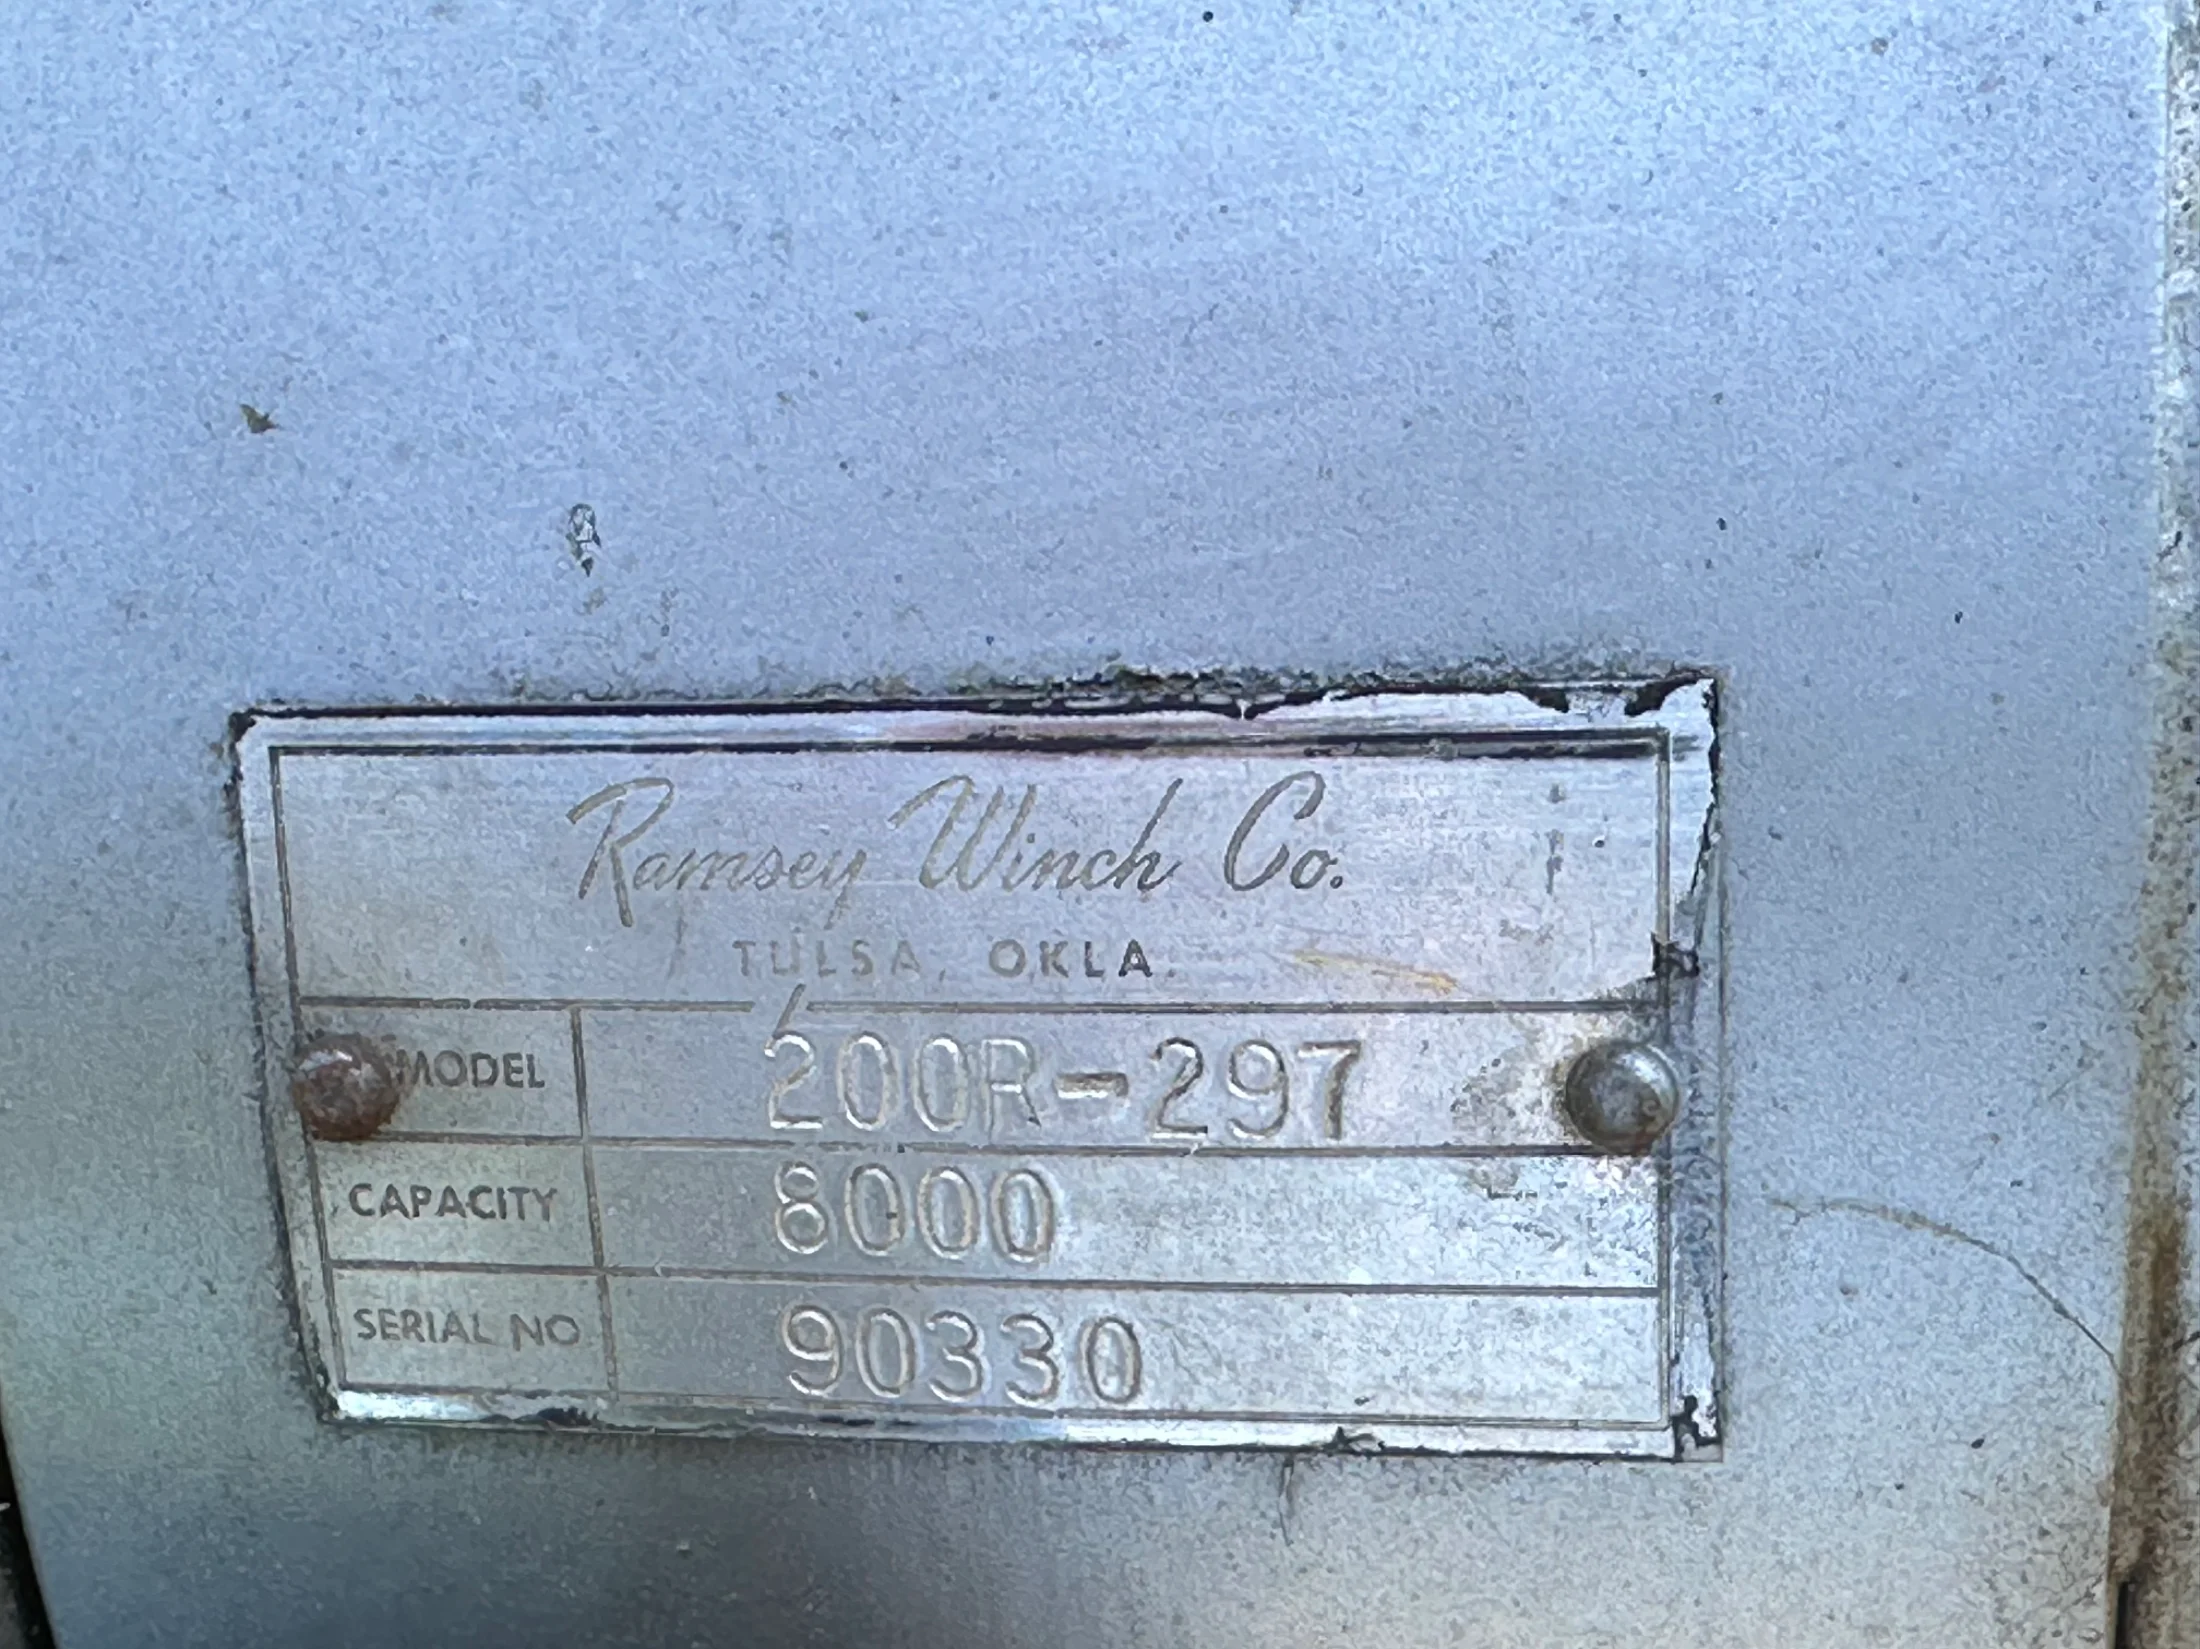 Ramsey Winch Co.
TULSA, OKLA.
MODEL 200R-297
CAPACITY 8000
SERIAL NO 90330